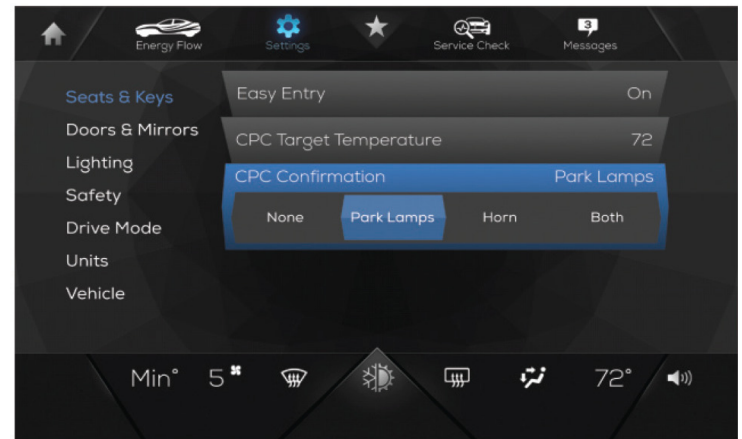 3
Energy Flow Settings Service Check Messages
Seats & Keys
Doors & Mirrors
Lighting
Safety
Drive Mode
Units
Vehicle
Easy Entry On
CPC Target Temperature 72
CPC Confirmation Park Lamps
None Park Lamps Horn Both
Min° 5 72°